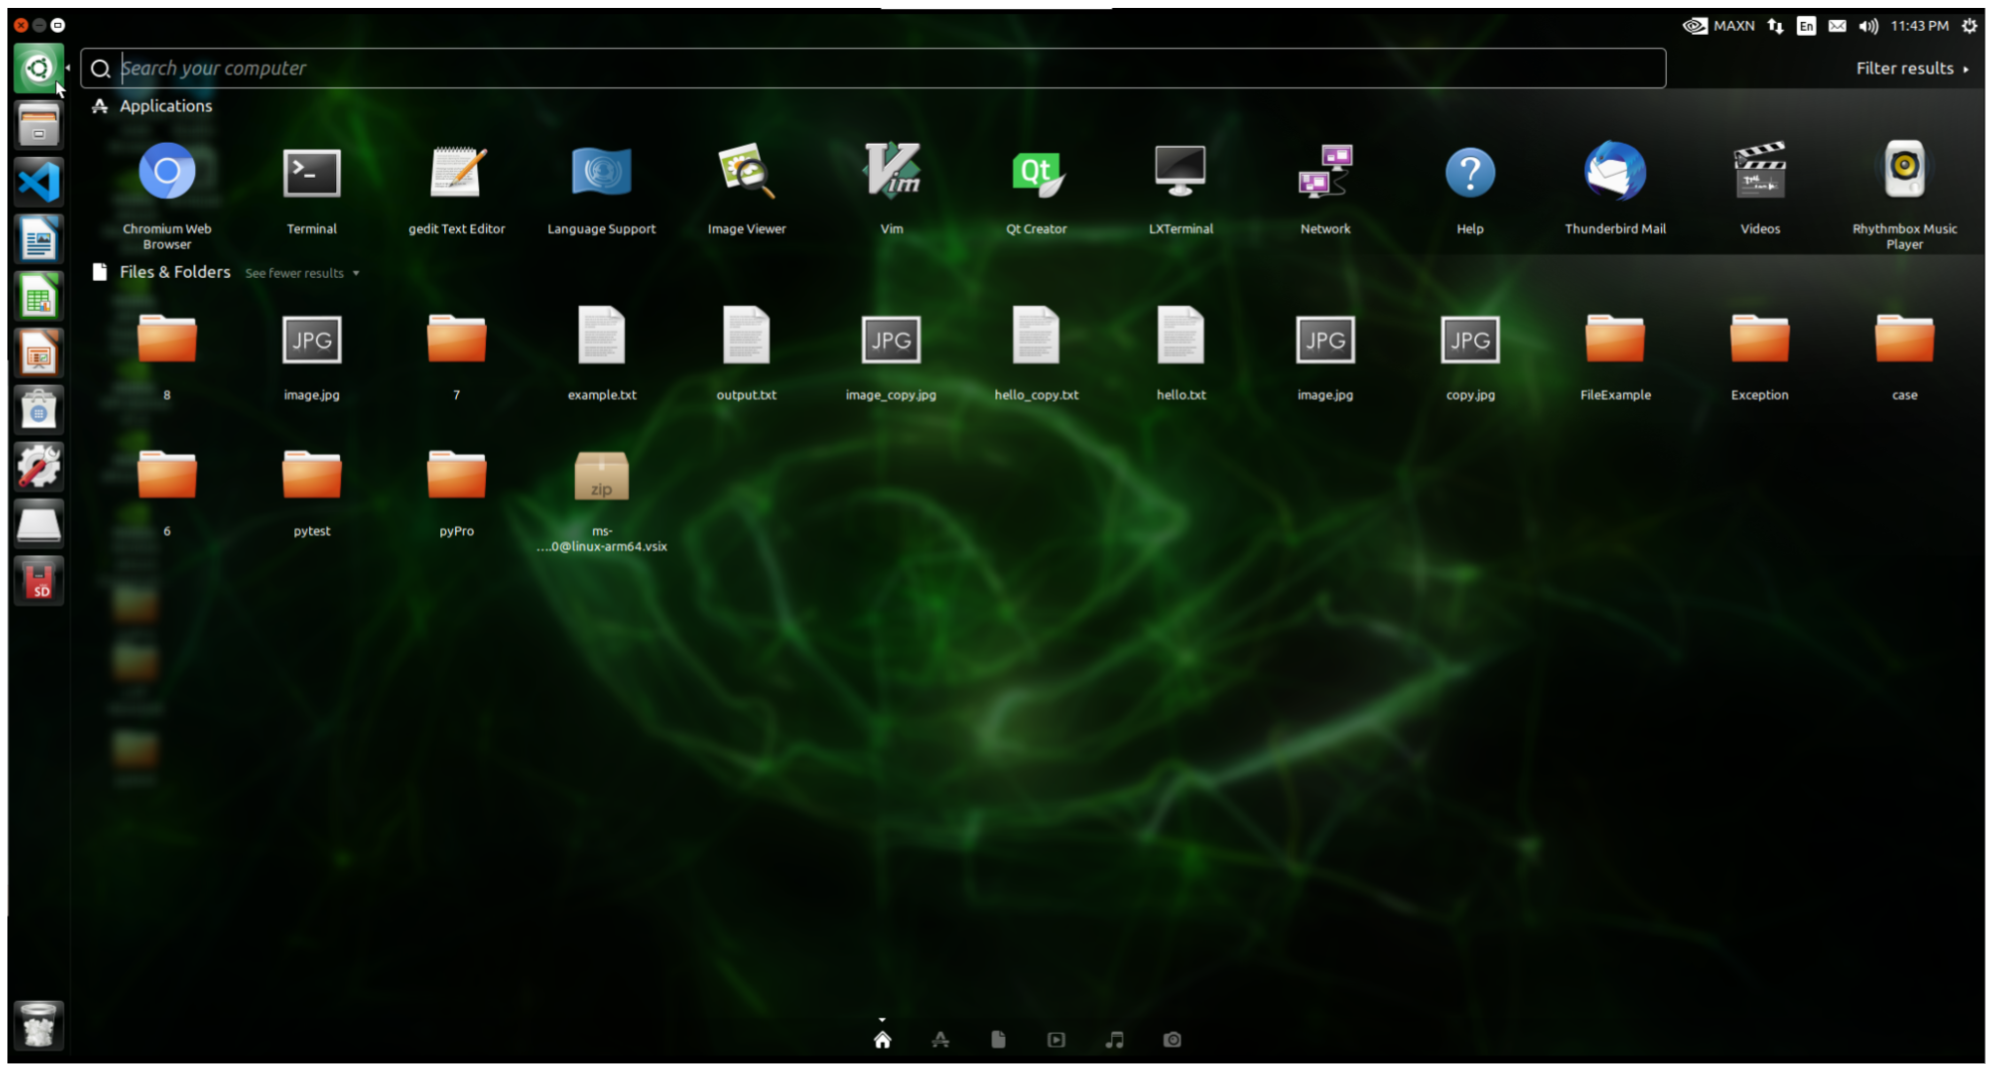 MAXN En 11:43 PM
Search your computer
Filter results
Applications
>_
Qt
Vim
?
Chromium Web Browser
Terminal
gedit Text Editor
Language Support
Image Viewer
Vim
Qt Creator
LXTerminal
Network
Help
Thunderbird Mail
Videos
Rhythmbox Music Player
Files & Folders See fewer results
JPG
JPG
JPG
JPG
8
image.jpg
7
example.txt
output.txt
image_copy.jpg
hello_copy.txt
hello.txt
image.jpg
copy.jpg
FileExample
Exception
case
zip
6
pytest
pyPro
ms-
....0@linux-arm64.vsix
SD